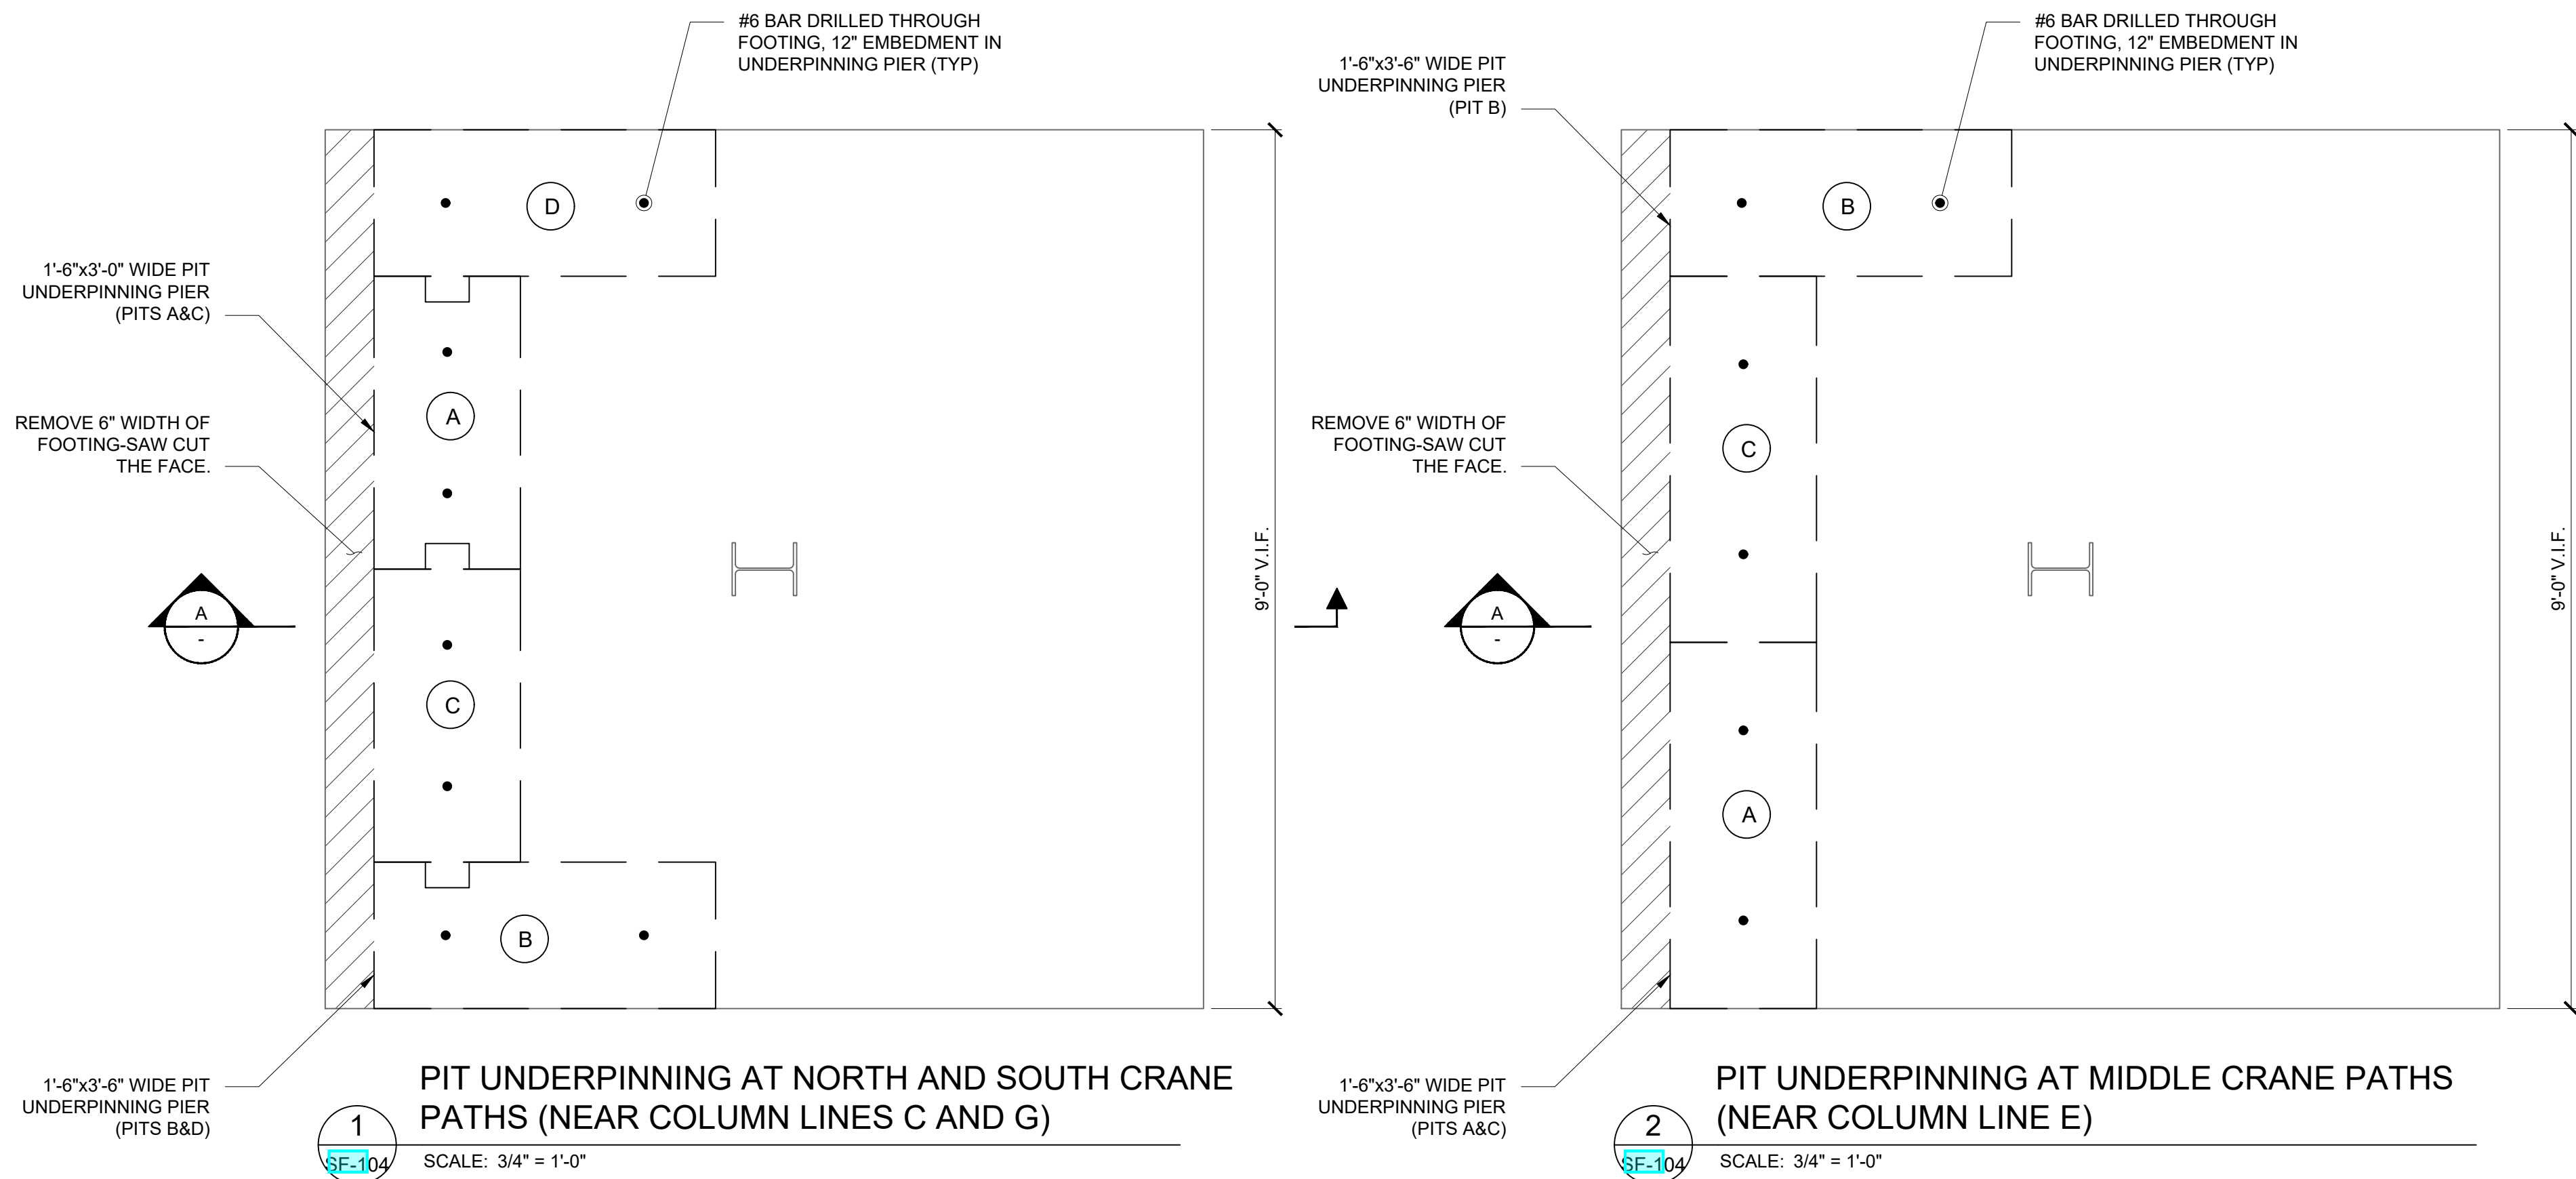 #6 BAR DRILLED THROUGH
FOOTING, 12" EMBEDMENT IN
UNDERPINNING PIER (TYP)
D
1'-6"x3'-0" WIDE PIT
UNDERPINNING PIER
(PITS A&C)
A
REMOVE 6" WIDTH OF
FOOTING-SAW CUT
THE FACE.
A
-
C
B
9'-0" V.I.F.
1'-6"x3'-6" WIDE PIT
UNDERPINNING PIER
(PITS B&D)
1
SF-104
PIT UNDERPINNING AT NORTH AND SOUTH CRANE
PATHS (NEAR COLUMN LINES C AND G)
SCALE: 3/4" = 1'-0"
#6 BAR DRILLED THROUGH
FOOTING, 12" EMBEDMENT IN
UNDERPINNING PIER (TYP)
1'-6"x3'-6" WIDE PIT
UNDERPINNING PIER
(PIT B)
B
REMOVE 6" WIDTH OF
FOOTING-SAW CUT
THE FACE.
C
A
-
A
9'-0" V.I.F.
1'-6"x3'-6" WIDE PIT
UNDERPINNING PIER
(PITS A&C)
2
SF-104
PIT UNDERPINNING AT MIDDLE CRANE PATHS
(NEAR COLUMN LINE E)
SCALE: 3/4" = 1'-0"